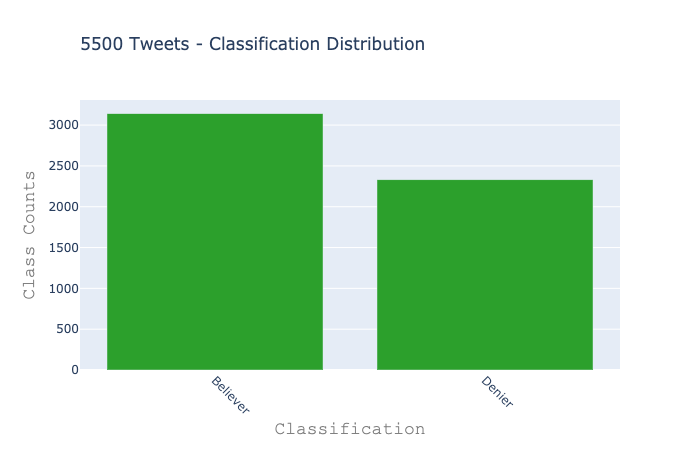 5500 Tweets - Classification Distribution
3000
2500
2000
1500
1000
500
0
Class Counts
Believer
Denier
Classification